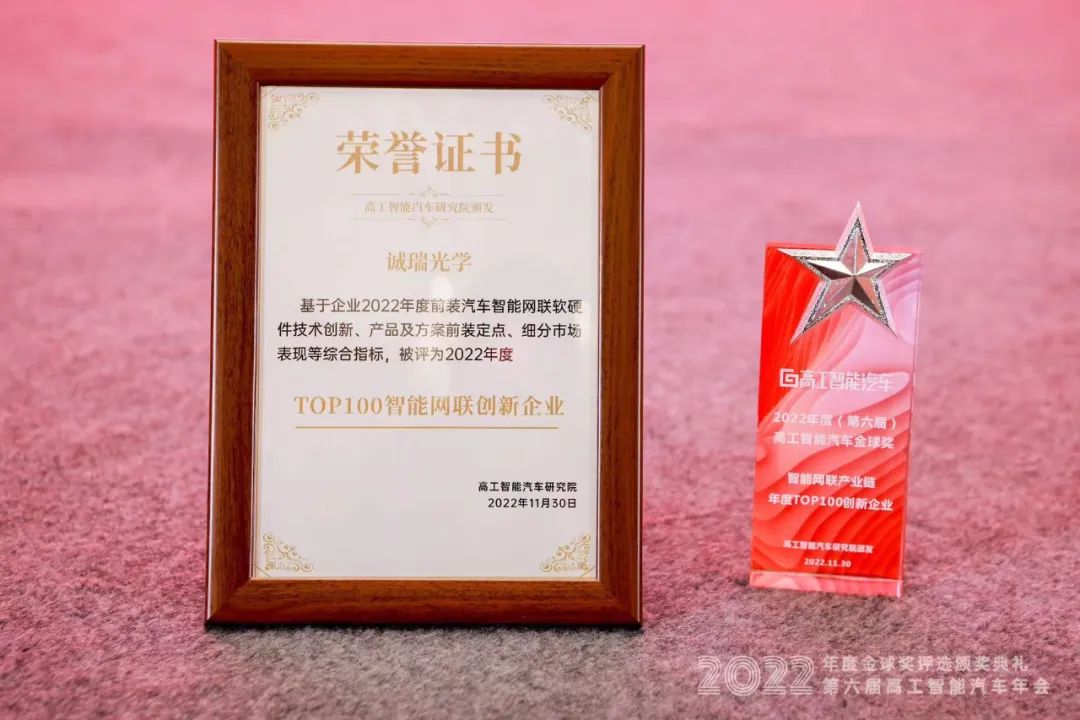 荣誉证书
高工智能汽车研究院颁发
诚瑞光学
基于企业2022年度前装汽车智能网联软硬
件技术创新、产品及方案前装定点、细分市场
表现等综合指标，被评为2022年度
TOP100智能网联创新企业
高工智能汽车研究院
2022年11月30日
高工智能汽车
2022年度（第六届）
高工智能汽车金球奖
智能网联产业链
年度TOP100创新企业
高工智能汽车研究院颁发
2022.11.30
2022 年度金球奖评选颁奖典礼
第六届高工智能汽车年会